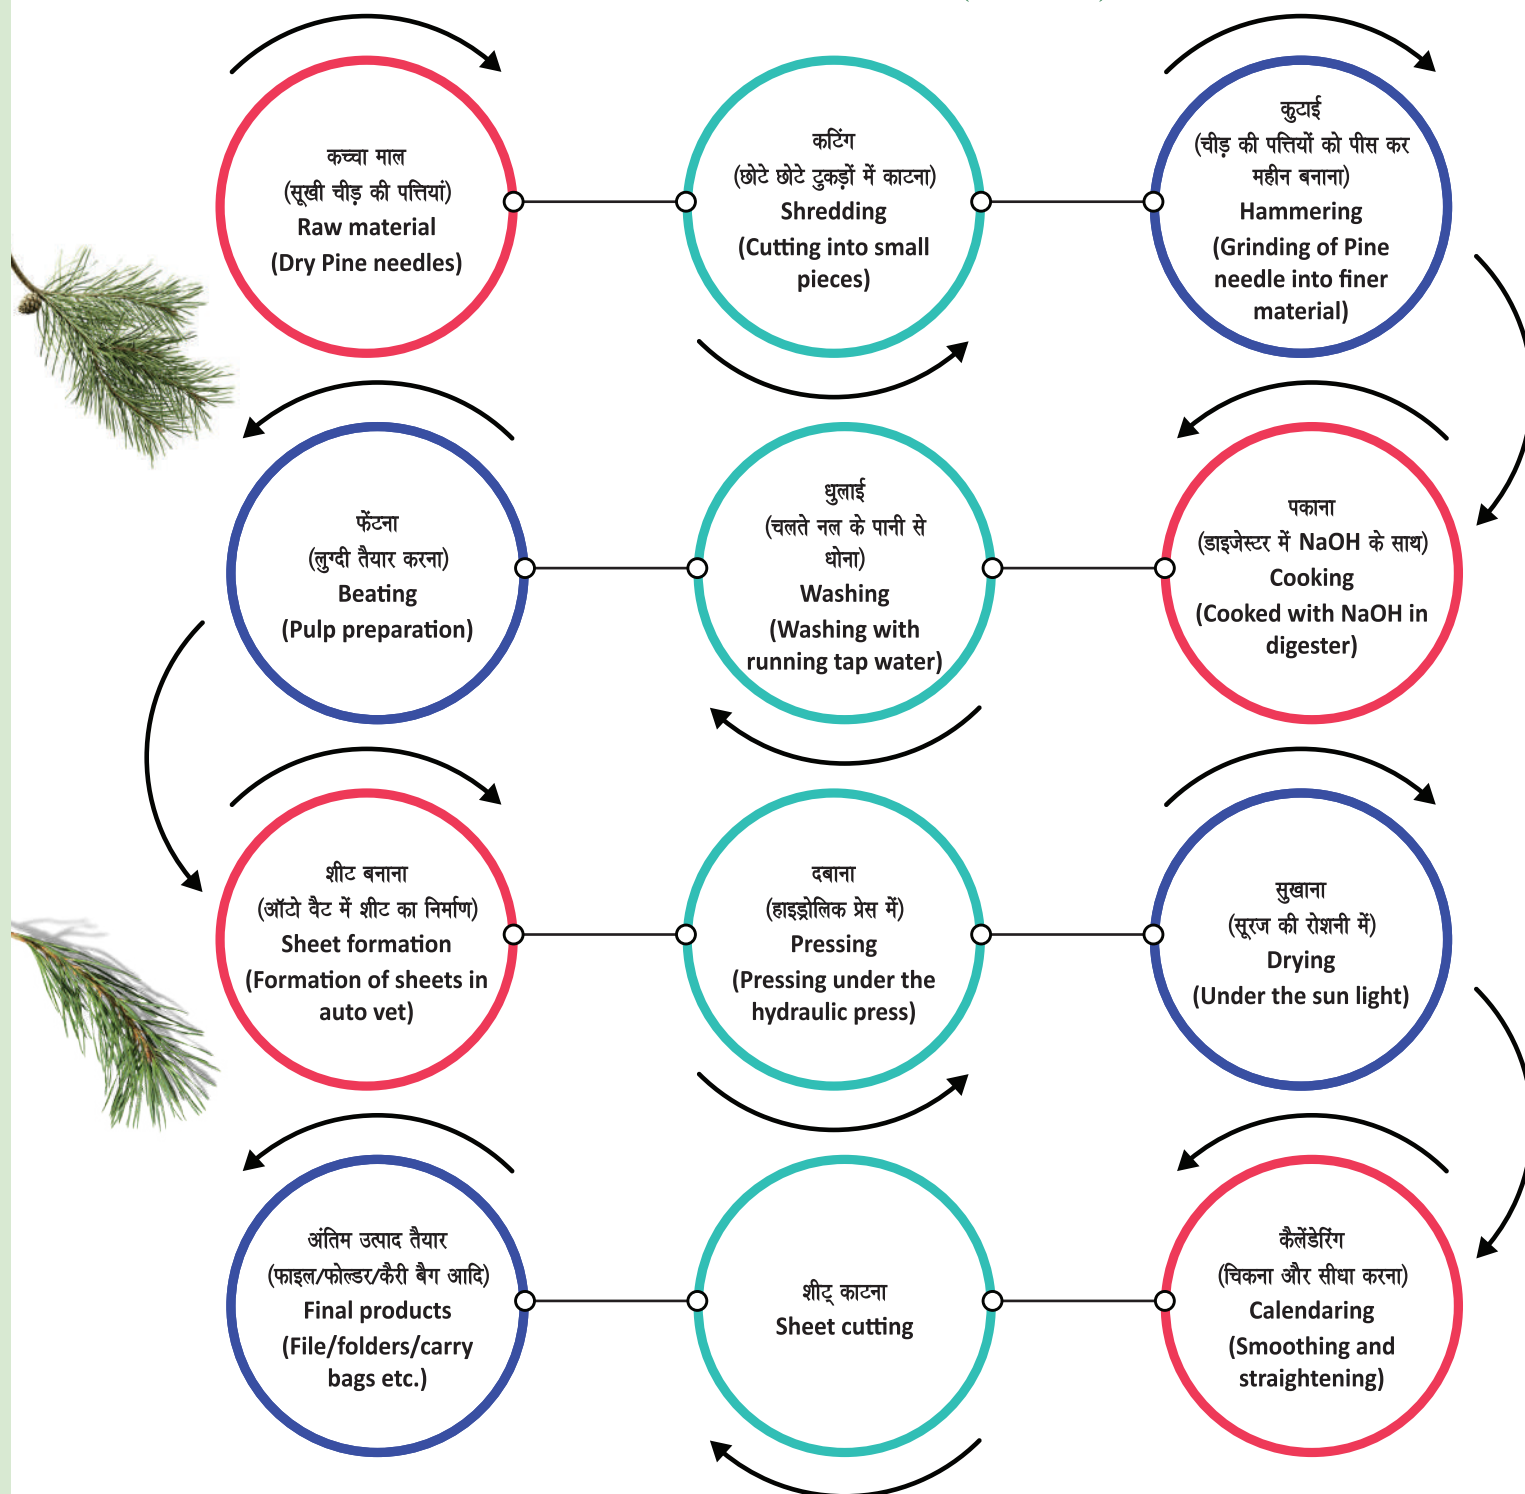 कच्चा माल
(सूखी चीड़ की पत्तियां)
Raw material
(Dry Pine needles)
कटिंग
(छोटे छोटे टुकड़ों में काटना)
Shredding
(Cutting into small
pieces)
कुटाई
(चीड़ की पत्तियों को पीस कर
महीन बनाना)
Hammering
(Grinding of Pine
needle into finer
material)
पकाना
(डाइजेस्टर में NaOH के साथ)
Cooking
(Cooked with NaOH in
digester)
धुलाई
(चलते नल के पानी से
धोना)
Washing
(Washing with
running tap water)
फेंटना
(लुग्दी तैयार करना)
Beating
(Pulp preparation)
शीट बनाना
(ऑटो वैट में शीट का निर्माण)
Sheet formation
(Formation of sheets in
auto vet)
दबाना
(हाइड्रोलिक प्रेस में)
Pressing
(Pressing under the
hydraulic press)
सुखाना
(सूरज की रोशनी में)
Drying
(Under the sun light)
कैलेंडेरिंग
(चिकना और सीधा करना)
Calendaring
(Smoothing and
straightening)
शीट् काटना
Sheet cutting
अंतिम उत्पाद तैयार
(फाइल/फोल्डर/कैरी बैग आदि)
Final products
(File/folders/carry
bags etc.)